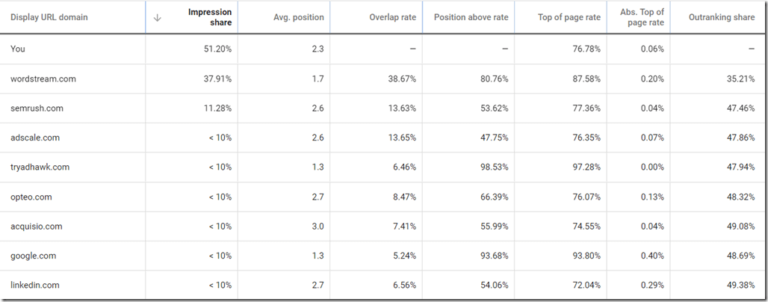 Display URL domain ↓ Impression share Avg. position Overlap rate Position above rate Top of page rate Abs. Top of page rate Outranking share
You 51.20% 2.3 — — 76.78% 0.06% —
wordstream.com 37.91% 1.7 38.67% 80.76% 87.58% 0.20% 35.21%
semrush.com 11.28% 2.6 13.63% 53.62% 77.36% 0.04% 47.46%
adscale.com < 10% 2.6 13.65% 47.75% 76.35% 0.07% 47.86%
tryadhawk.com < 10% 1.3 6.46% 98.53% 97.28% 0.00% 47.94%
opteo.com < 10% 2.7 8.47% 66.39% 76.07% 0.13% 48.32%
acquisio.com < 10% 3.0 7.41% 55.99% 74.55% 0.04% 49.08%
google.com < 10% 1.3 5.24% 93.68% 93.80% 0.40% 48.69%
linkedin.com < 10% 2.7 6.56% 54.06% 72.04% 0.29% 49.38%